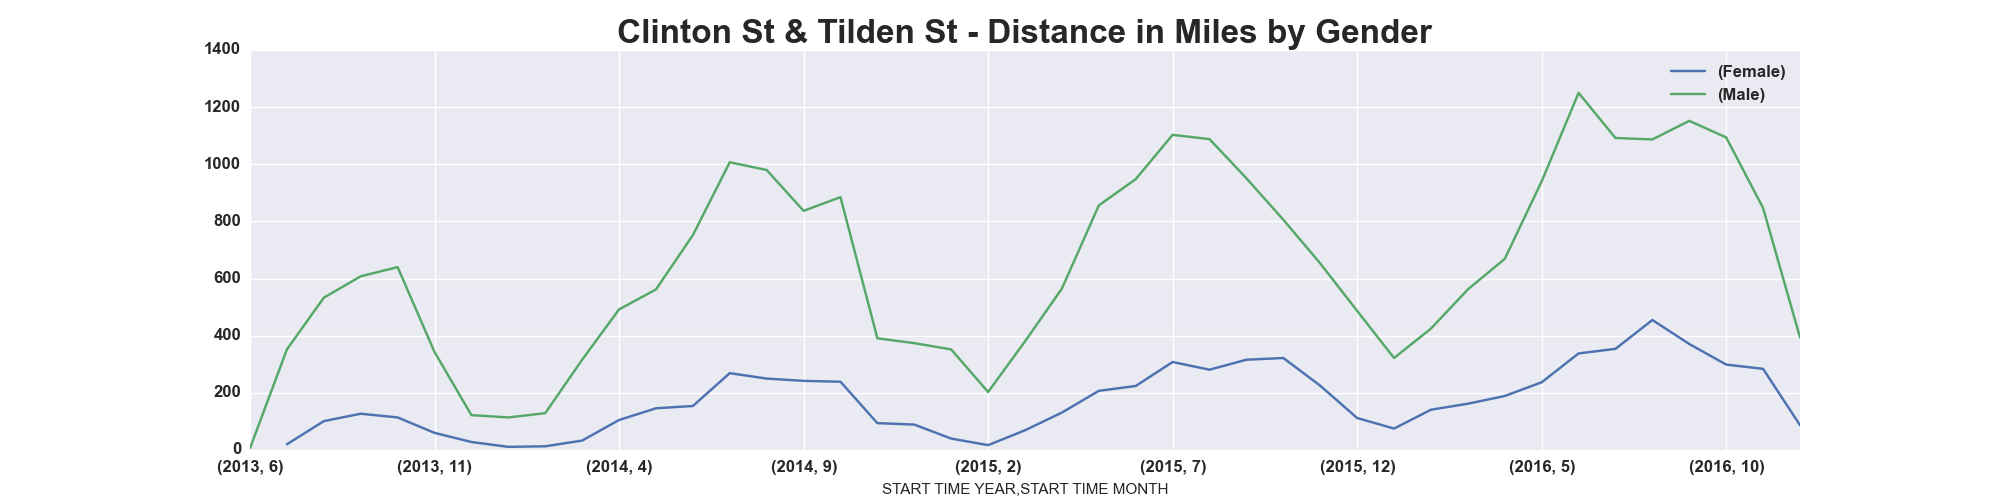 Clinton St & Tilden St - Distance in Miles by Gender
1400
1200
1000
800
600
400
200
0
(Female)
(Male)
(2013, 6) (2013, 11) (2014, 4) (2014, 9) (2015, 2) (2015, 7) (2015, 12) (2016, 5) (2016, 10)
START TIME YEAR,START TIME MONTH